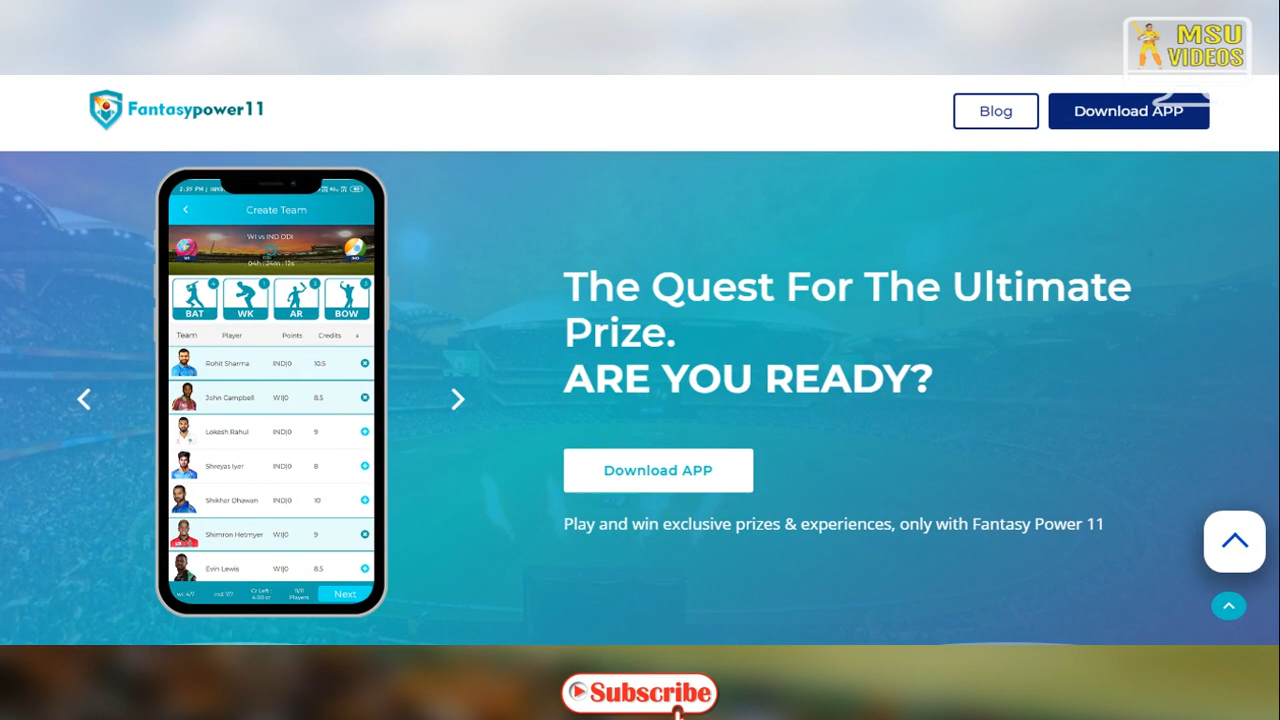 MSU
VIDEOS
Fantasypower11
Blog
Download APP
Create Team
WI vs IND ODI
BAT
WK
AR
BOW
Team Player Points Credits
Rohit Sharma IND|0 10.5
John Campbell WI|0 8.5
Lokesh Rahul IND|0 9
Shreyas Iyer IND|0 8
Shikhar Dhawan IND|0 10
Shimron Hetmyer WI|0 9
Evin Lewis WI|0 8.5
Cr Left :
Players
Next
The Quest For The Ultimate
Prize.
ARE YOU READY?
Download APP
Play and win exclusive prizes & experiences, only with Fantasy Power 11
Subscribe